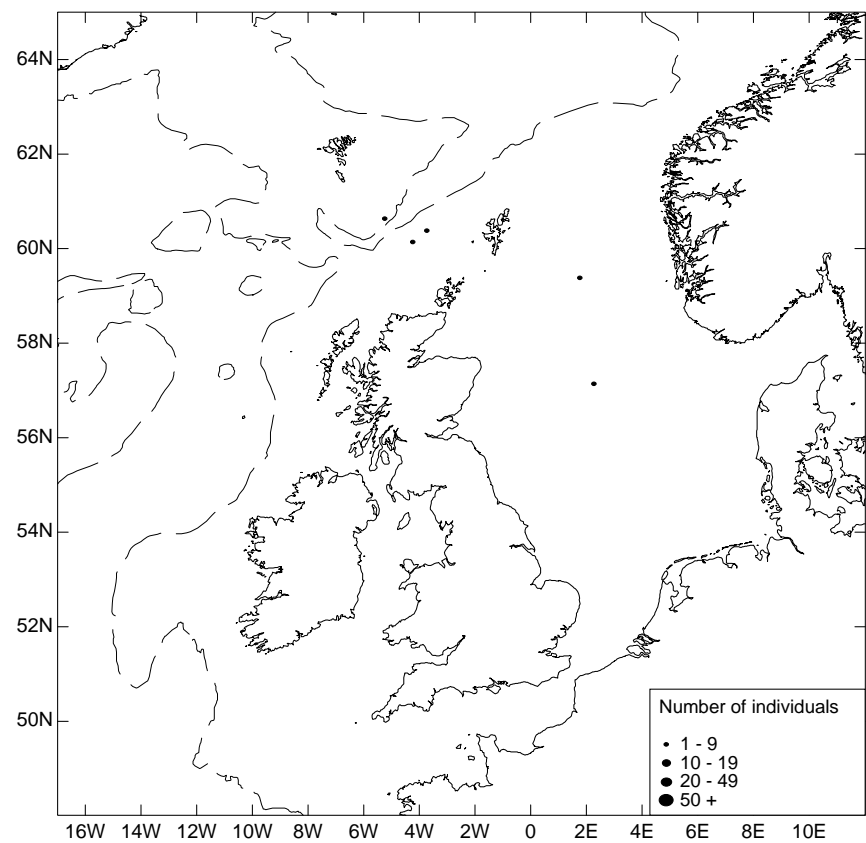 64N
62N
60N
58N
56N
54N
52N
50N
Number of individuals
1 - 9
10 - 19
20 - 49
50 +
16W 14W 12W 10W 8W 6W 4W 2W 0 2E 4E 6E 8E 10E